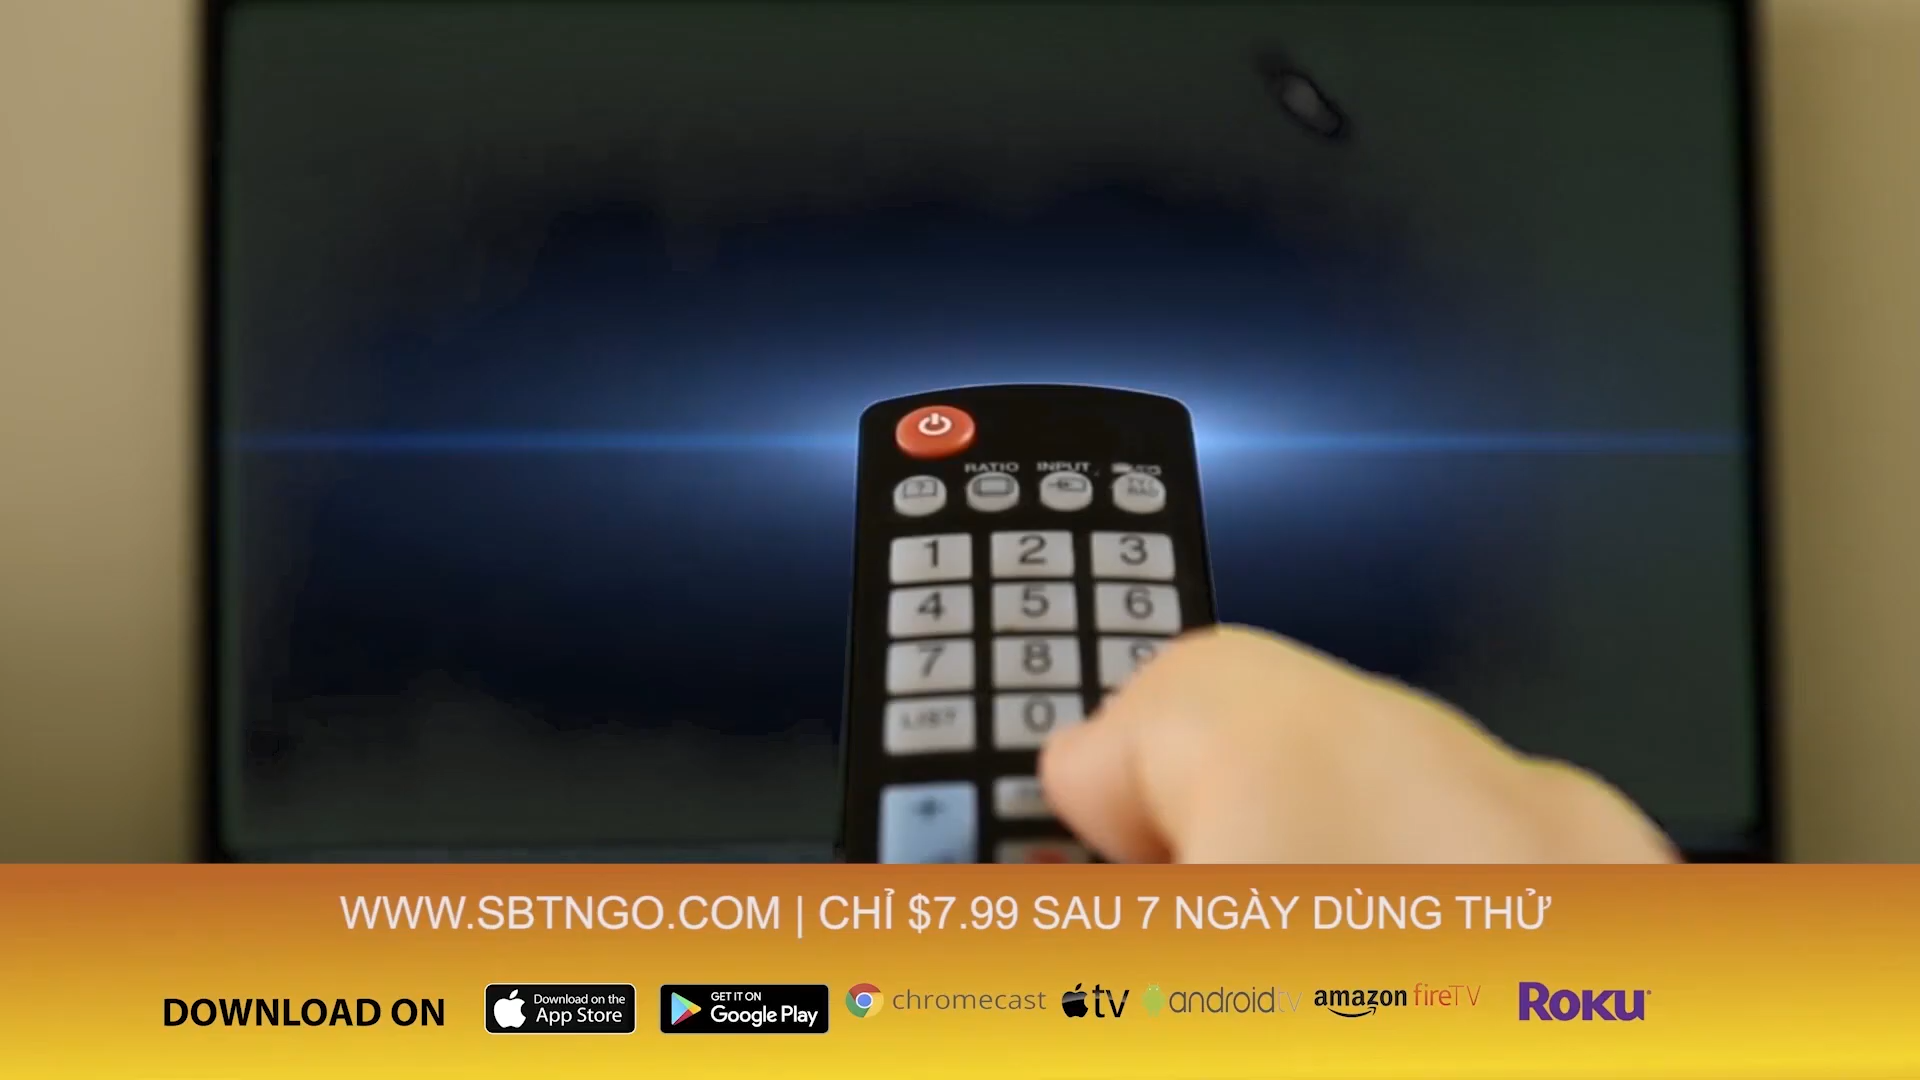 RATIO INPUT
?
1 2 3
4 5 6
7 8 9
LIST 0
+
WWW.SBTNGO.COM | CHỈ $7.99 SAU 7 NGÀY DÙNG THỬ
DOWNLOAD ON
Download on the
App Store
GET IT ON
Google Play
chromecast
tv
androidtv
amazon fireTV
ROKU